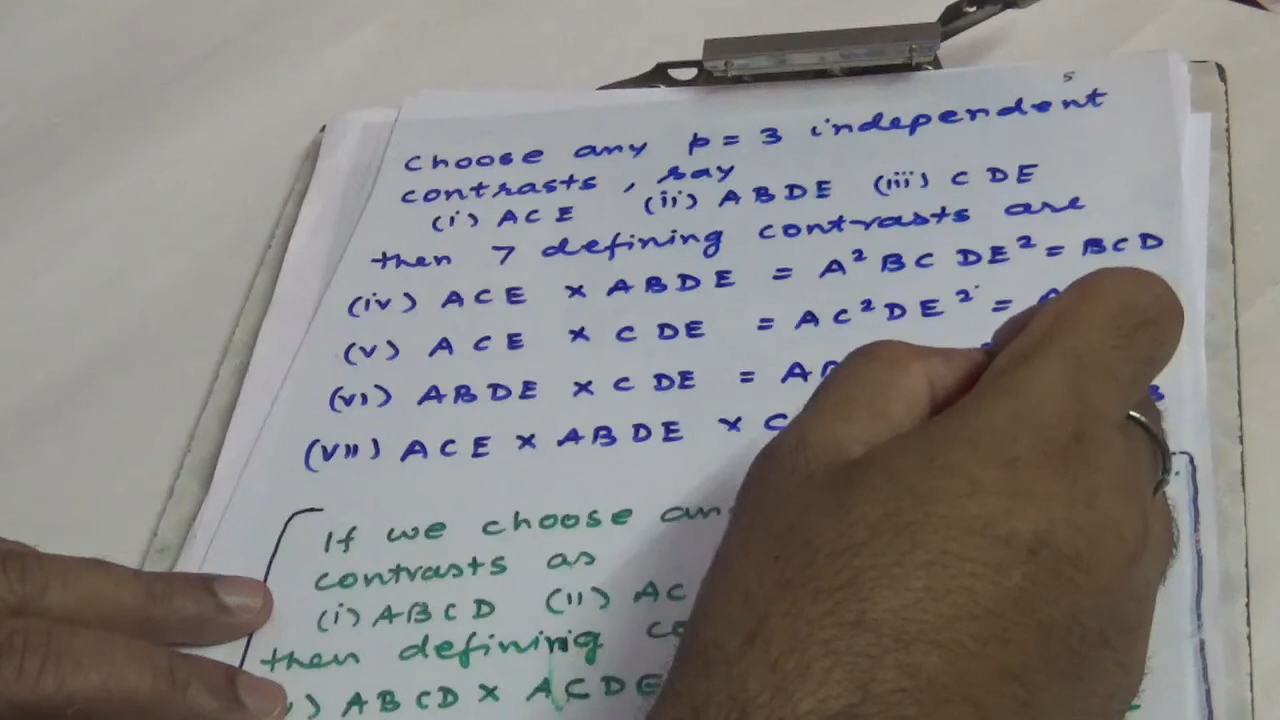 5
choose any p = 3 independent
contrasts, say
(i) ACE (ii) ABDE (iii) CDE
then 7 defining contrasts are
(iv) ACE × ABDE = A²BCDE² = BCD
(v) ACE × CDE = AC²DE² =
(vi) ABDE × CDE =
(vii) ACE × ABDE ×
If we choose
contrasts as
(i) ABCD (ii)
then defining
ABCD × ACDE